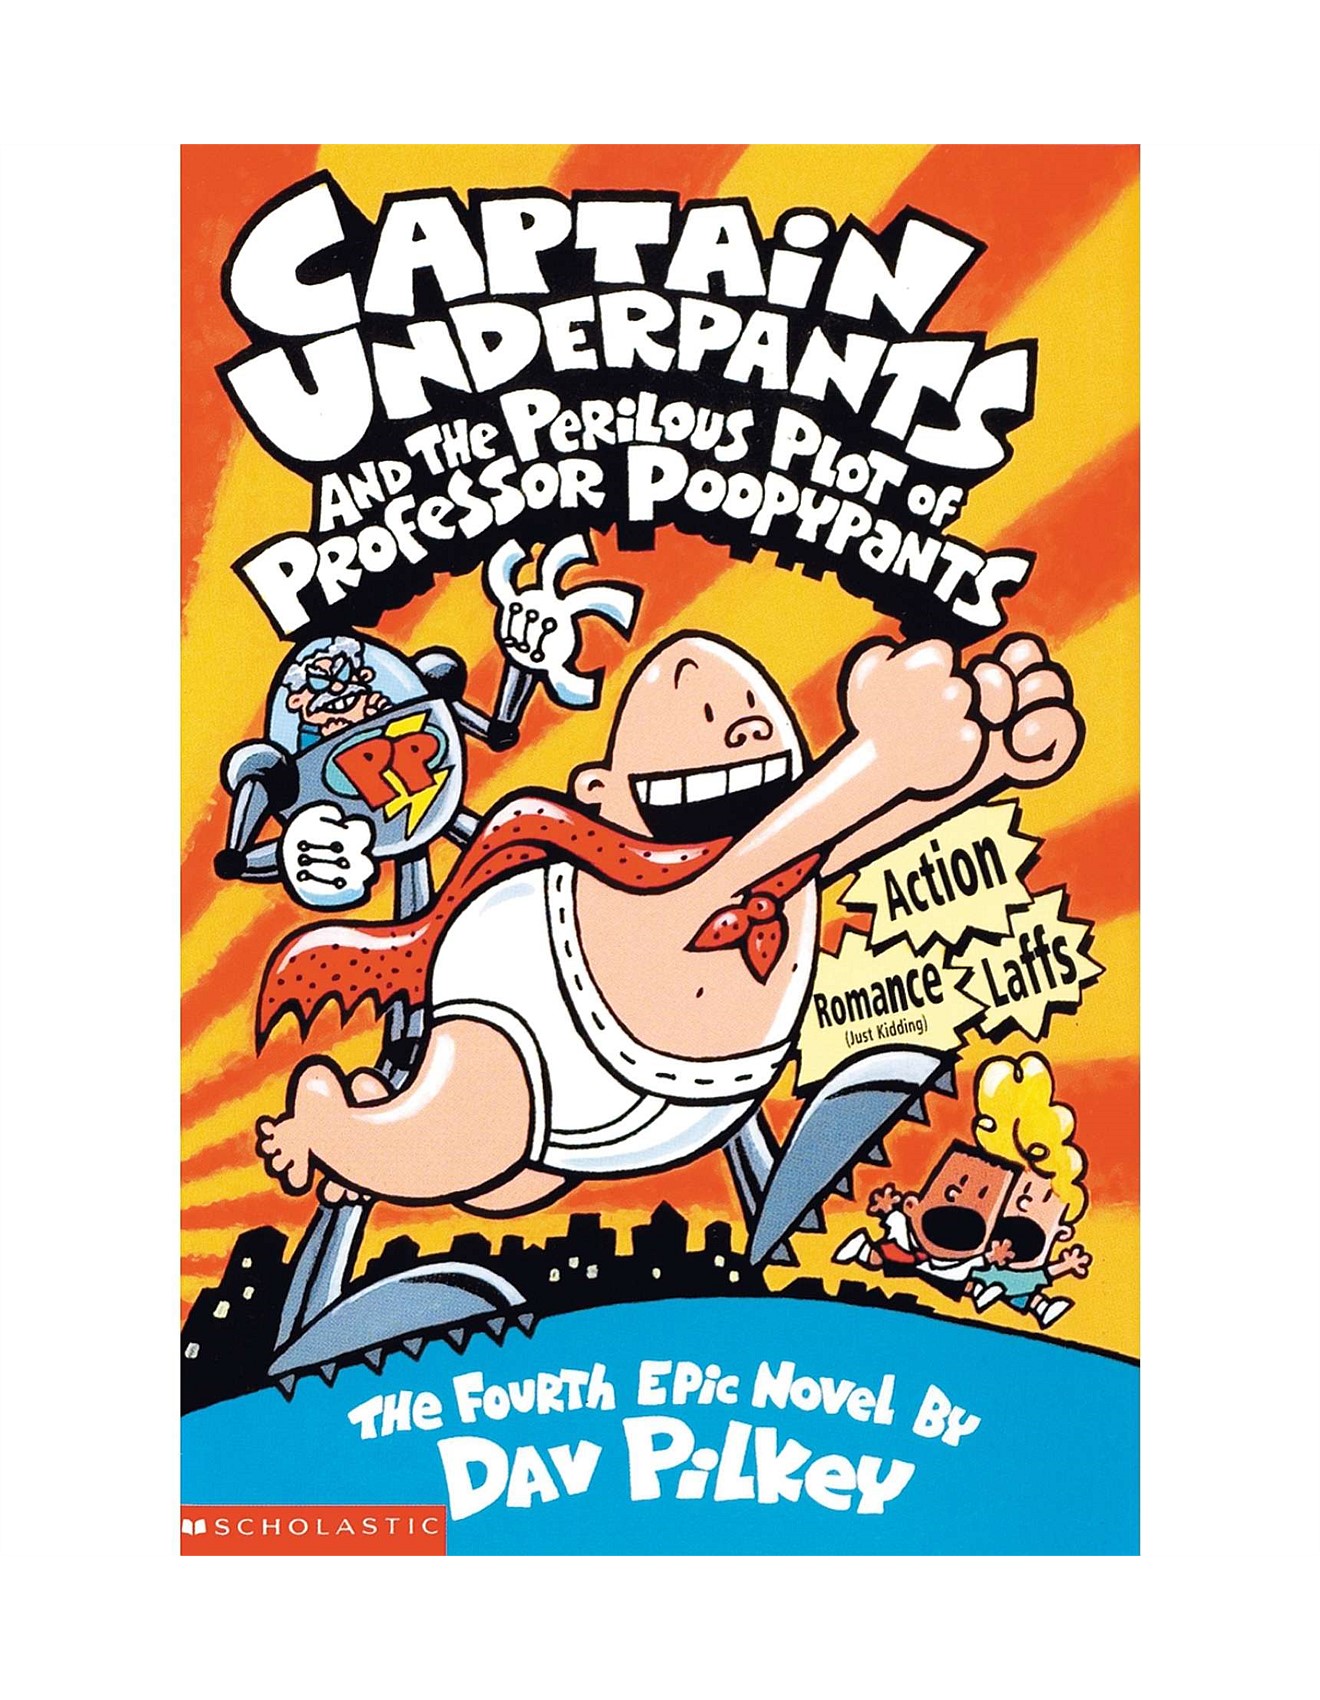 CAPTAiN
UNDERPANTS
AND THE PERiLOUS PLOT OF
PROFESSOR POOPYPANTS
PP
Action
Romance
(Just Kidding)
Laffs
THE FOURTH EPic NOVEL BY
DAV PiLKEY
SCHOLASTIC